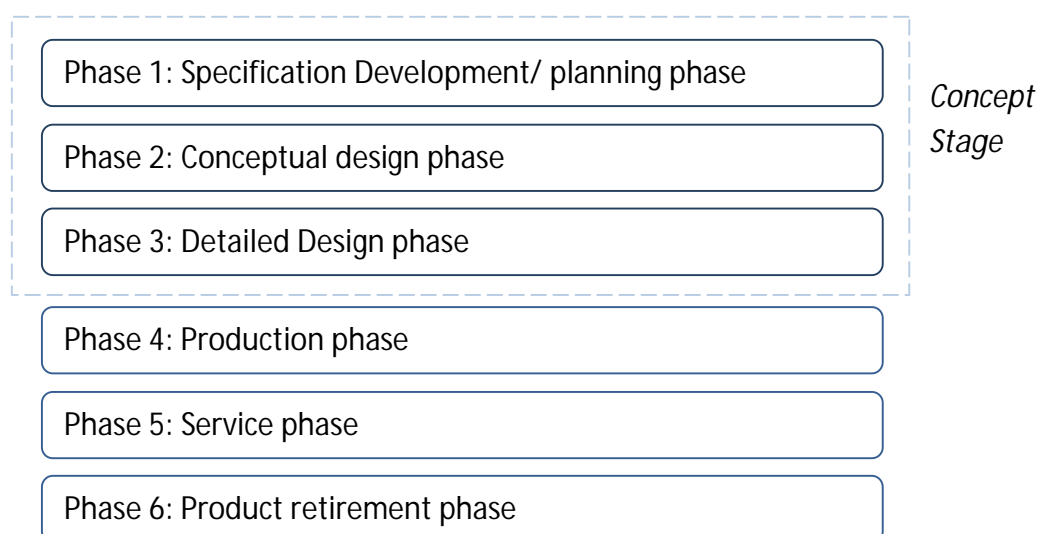 Phase 1: Specification Development/ planning phase
Concept
Stage
Phase 2: Conceptual design phase
Phase 3: Detailed Design phase
Phase 4: Production phase
Phase 5: Service phase
Phase 6: Product retirement phase